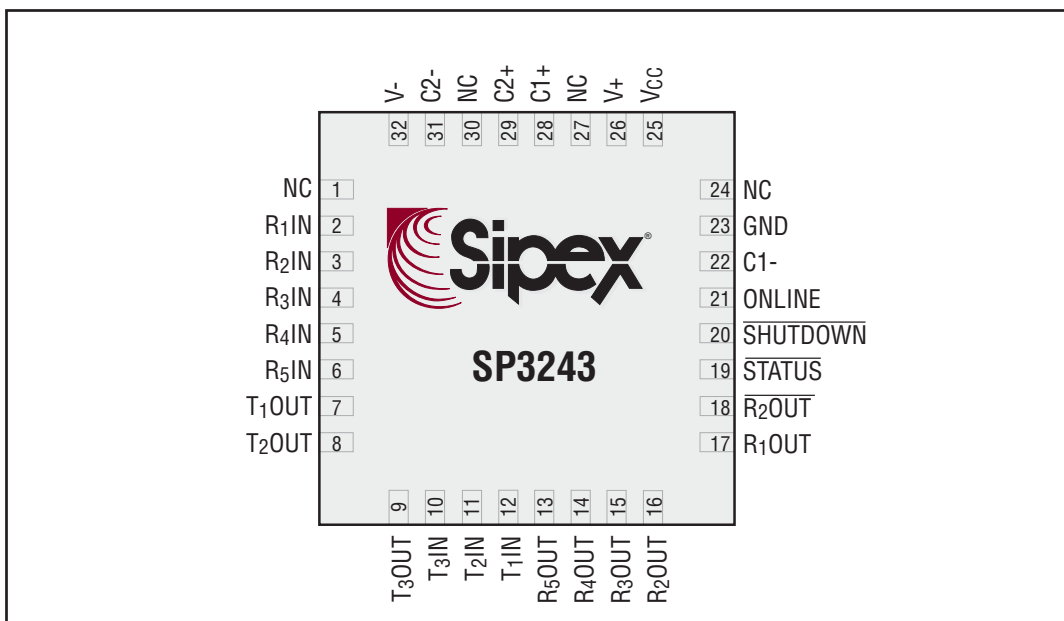 V-
C2-
NC
C2+
C1+
NC
V+
VCC
32
31
30
29
28
27
26
25
NC 1
R1IN 2
R2IN 3
R3IN 4
R4IN 5
R5IN 6
T1OUT 7
T2OUT 8
Sipex®
SP3243
24 NC
23 GND
22 C1-
21 ONLINE
20 S̅H̅U̅T̅D̅O̅W̅N̅
19 S̅T̅A̅T̅U̅S̅
18 R̅2̅O̅U̅T̅
17 R1OUT
9
10
11
12
13
14
15
16
T3OUT
T3IN
T2IN
T1IN
R5OUT
R4OUT
R3OUT
R2OUT